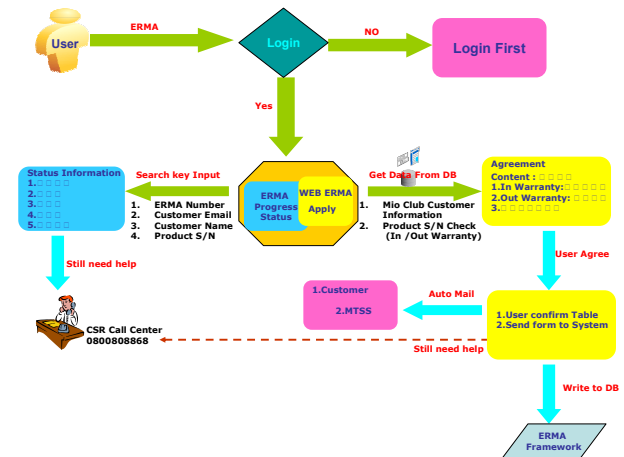 ERMA
User
Login
NO
Login First
Yes
Status Information
1.
2.
3.
4.
5.
Search key Input
1. ERMA Number
2. Customer Email
3. Customer Name
4. Product S/N
ERMA
Progress
Status
WEB ERMA
Apply
Get Data From DB
1. Mio Club Customer
Information
2. Product S/N Check
(In /Out Warranty)
Agreement
Content :
1.In Warranty:
2.Out Warranty:
3.
User Agree
Still need help
1.Customer
2.MTSS
Auto Mail
1.User confirm Table
2.Send form to System
CSR Call Center
0800808868
Still need help
Write to DB
ERMA
Framework